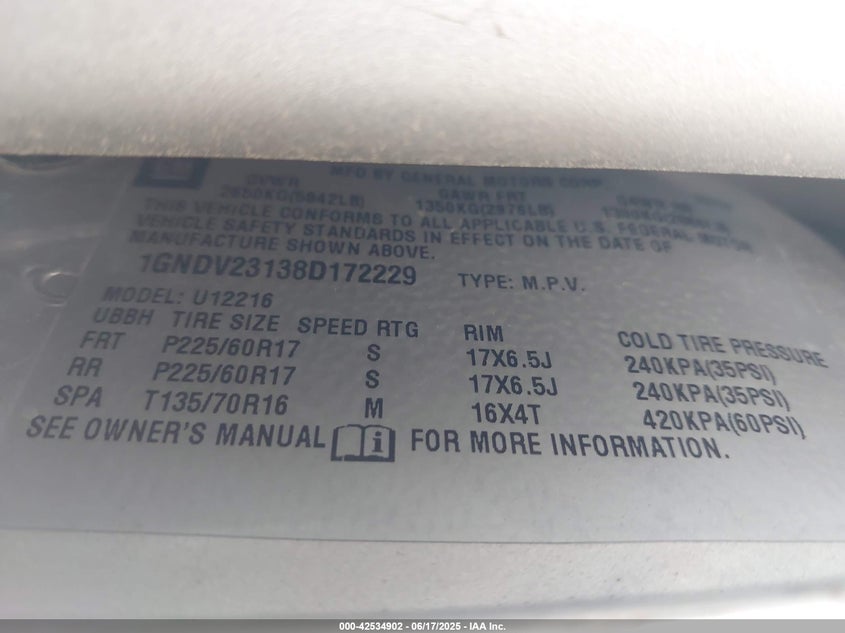 MFD BY GENERAL MOTORS CORP
GVWR GAWR FRT GAWR RR
2650KG(5842LB) 1350KG(2976LB)
THIS VEHICLE CONFORMS TO ALL APPLICABLE U.S. FEDERAL MOTOR
VEHICLE SAFETY STANDARDS IN EFFECT ON THE DATE OF
MANUFACTURE SHOWN ABOVE.
1GNDV23138D172229 TYPE: M.P.V.
MODEL: U12216
UBBH TIRE SIZE SPEED RTG RIM COLD TIRE PRESSURE
FRT P225/60R17 S 17X6.5J 240KPA(35PSI)
RR P225/60R17 S 17X6.5J 240KPA(35PSI)
SPA T135/70R16 M 16X4T 420KPA(60PSI)
SEE OWNER'S MANUAL FOR MORE INFORMATION.
000-42534902 - 06/17/2025 - IAA Inc.